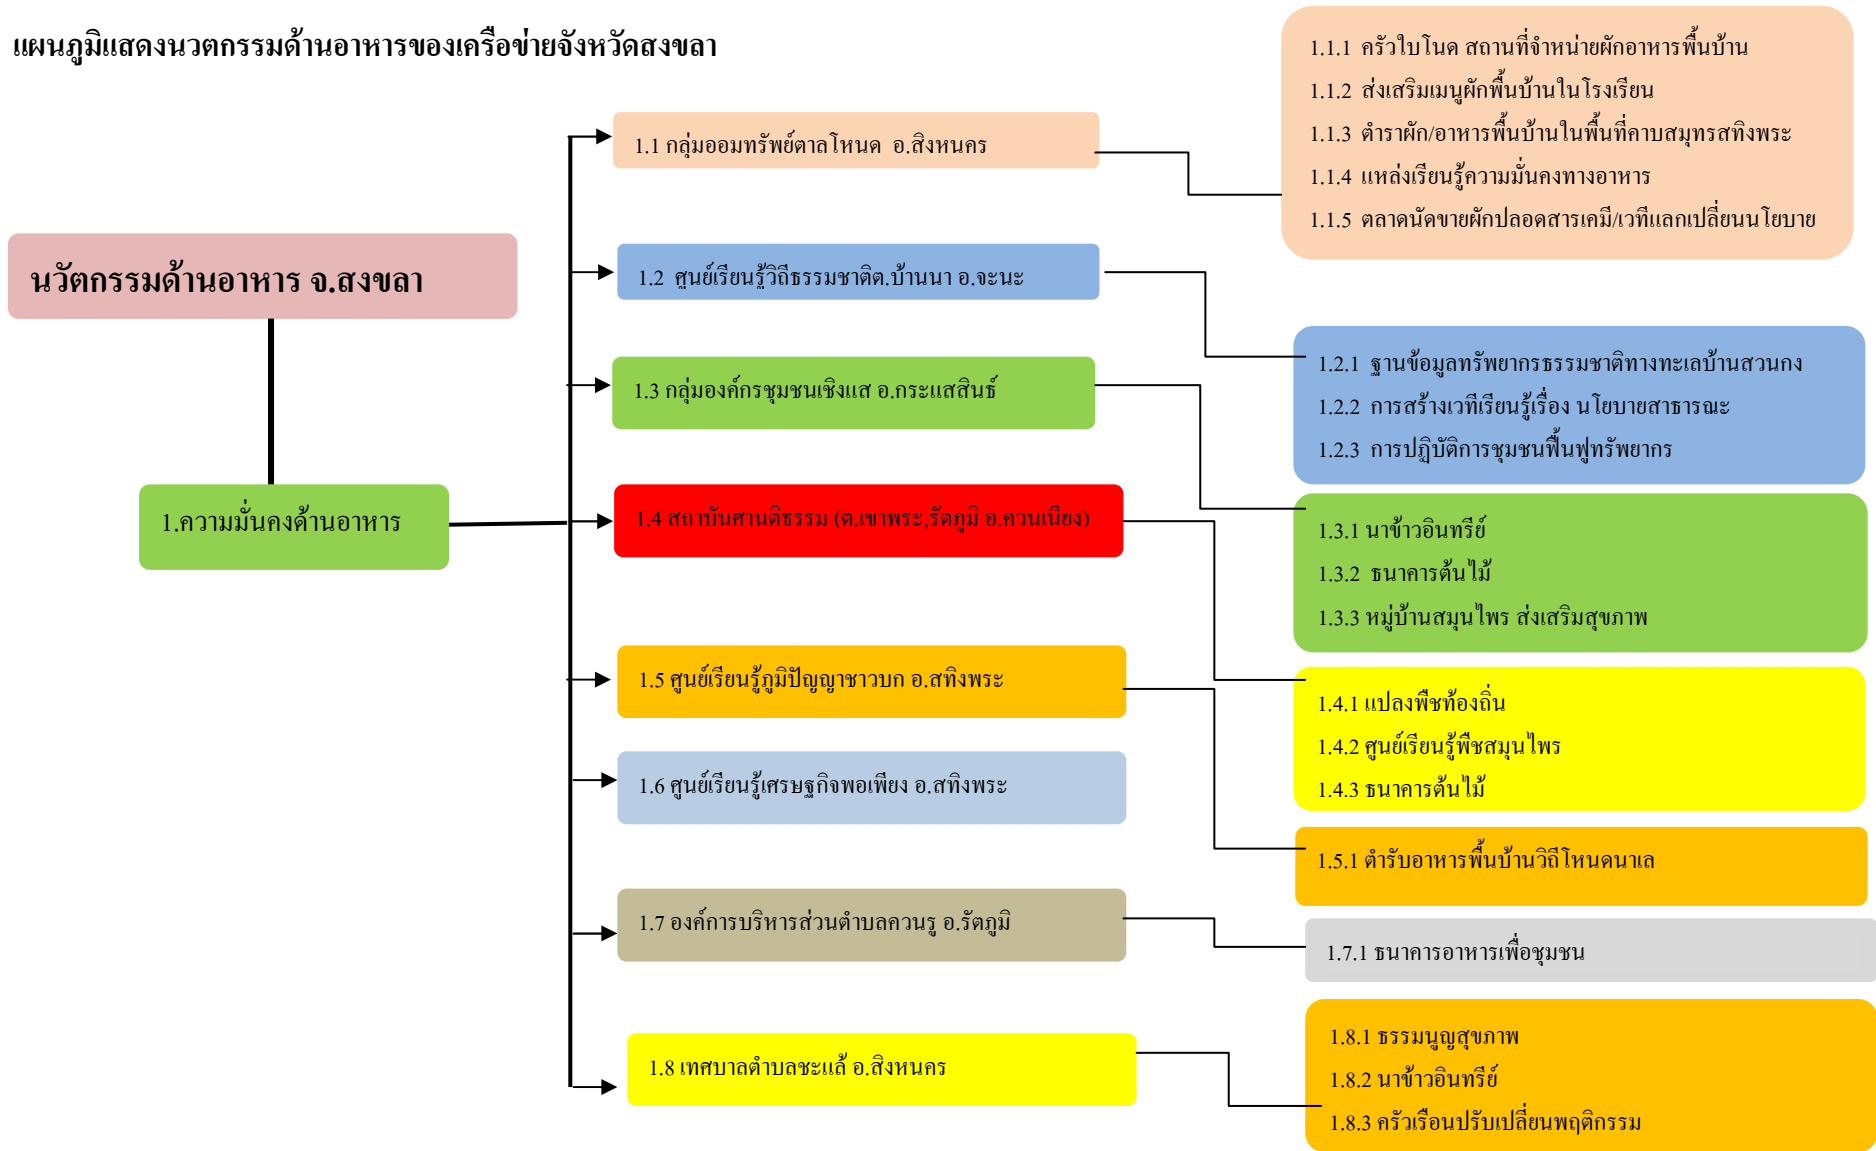 แผนภูมิแสดงนวตกรรมด้านอาหารของเครือข่ายจังหวัดสงขลา
นวัตกรรมด้านอาหาร จ.สงขลา
1.ความมั่นคงด้านอาหาร
1.1 กลุ่มออมทรัพย์ตาลโหนด อ.สิงหนคร
1.1.1 ครัวใบโนด สถานที่จำหน่ายผักอาหารพื้นบ้าน
1.1.2 ส่งเสริมเมนูผักพื้นบ้านในโรงเรียน
1.1.3 ตำราผัก/อาหารพื้นบ้านในพื้นที่คาบสมุทรสทิงพระ
1.1.4 แหล่งเรียนรู้ความมั่นคงทางอาหาร
1.1.5 ตลาดนัดขายผักปลอดสารเคมี/เวทีแลกเปลี่ยนนโยบาย
1.2 ศูนย์เรียนรู้วิถีธรรมชาติต.บ้านนา อ.จะนะ
1.2.1 ฐานข้อมูลทรัพยากรธรรมชาติทางทะเลบ้านสวนกง
1.2.2 การสร้างเวทีเรียนรู้เรื่อง นโยบายสาธารณะ
1.2.3 การปฏิบัติการชุมชนฟื้นฟูทรัพยากร
1.3 กลุ่มองค์กรชุมชนเชิงแส อ.กระแสสินธ์
1.3.1 นาข้าวอินทรีย์
1.3.2 ธนาคารต้นไม้
1.3.3 หมู่บ้านสมุนไพร ส่งเสริมสุขภาพ
1.4 สถาบันศานติธรรม (ต.เขาพระ,รัตภูมิ อ.ควนเนียง)
1.4.1 แปลงพืชท้องถิ่น
1.4.2 ศูนย์เรียนรู้พืชสมุนไพร
1.4.3 ธนาคารต้นไม้
1.5 ศูนย์เรียนรู้ภูมิปัญญาชาวบก อ.สทิงพระ
1.5.1 ตำรับอาหารพื้นบ้านวิถีโหนดนาเล
1.6 ศูนย์เรียนรู้เศรษฐกิจพอเพียง อ.สทิงพระ
1.7 องค์การบริหารส่วนตำบลควนรู อ.รัตภูมิ
1.7.1 ธนาคารอาหารเพื่อชุมชน
1.8 เทศบาลตำบลชะแล้ อ.สิงหนคร
1.8.1 ธรรมนูญสุขภาพ
1.8.2 นาข้าวอินทรีย์
1.8.3 ครัวเรือนปรับเปลี่ยนพฤติกรรม